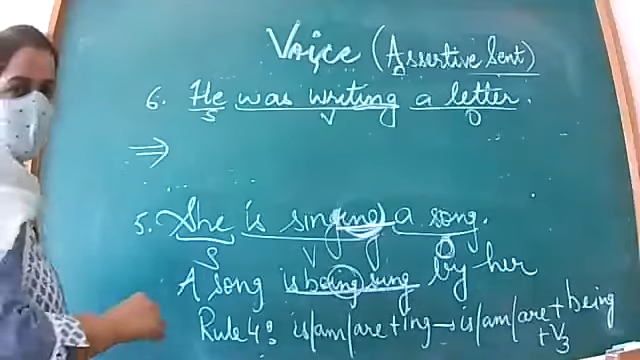 Voice (Assertive Sent)
6. He was writing a letter.
S V O
⇒
5. She is singing a song.
S V O
A song is being sung by her
Rule 4: is/am/are + ing → is/am/are + being
+ V3